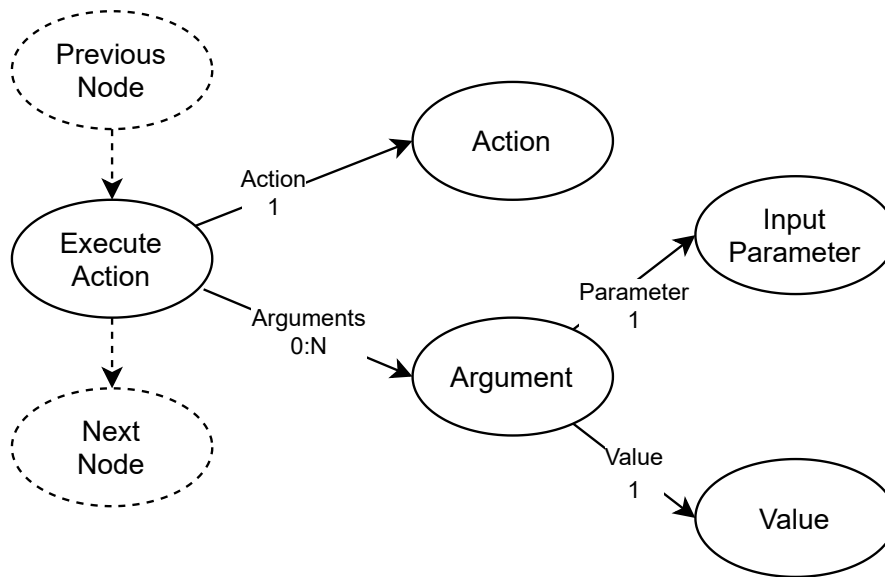 Previous
Node
Action
Action
1
Execute
Action
Input
Parameter
Parameter
1
Arguments
0:N
Argument
Next
Node
Value
1
Value